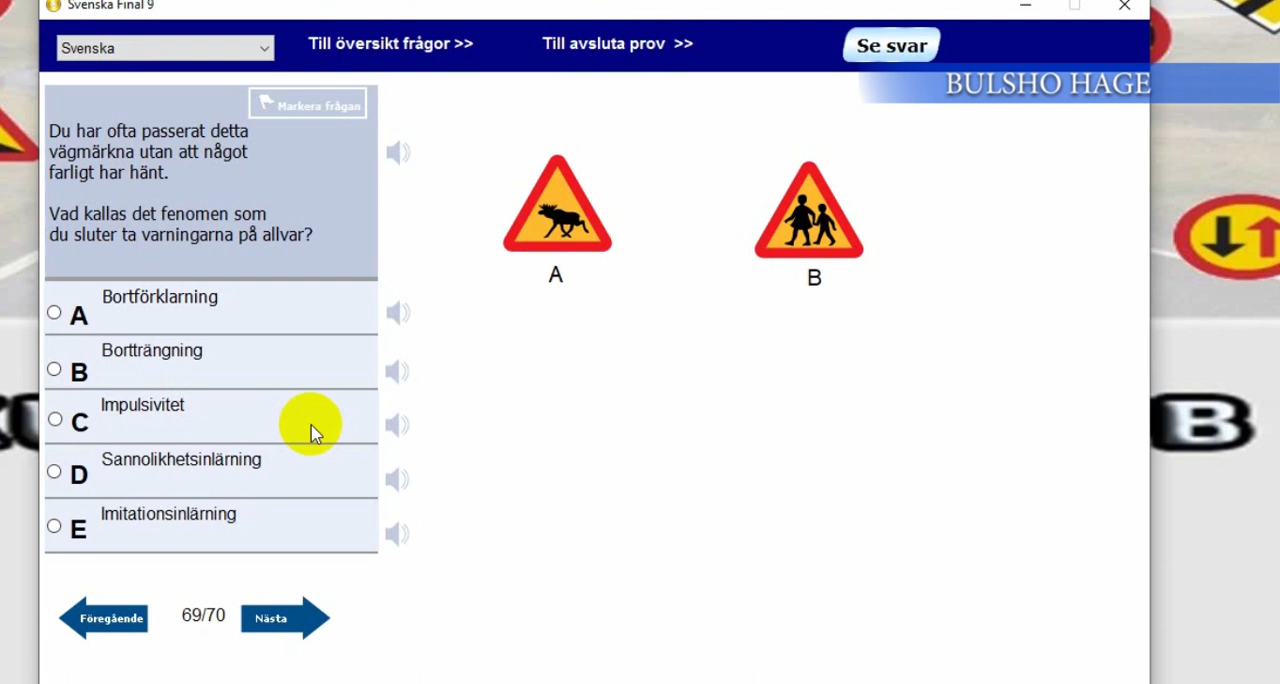 Svenska Final 9
Svenska
Till översikt frågor >>
Till avsluta prov >>
Se svar
BULSHO HAGE
Markera frågan
Du har ofta passerat detta
vägmärkna utan att något
farligt har hänt.
Vad kallas det fenomen som
du sluter ta varningarna på allvar?
A
B
A Bortförklarning
B Bortträngning
C Impulsivitet
D Sannolikhetsinlärning
E Imitationsinlärning
Föregående
69/70
Nästa
B